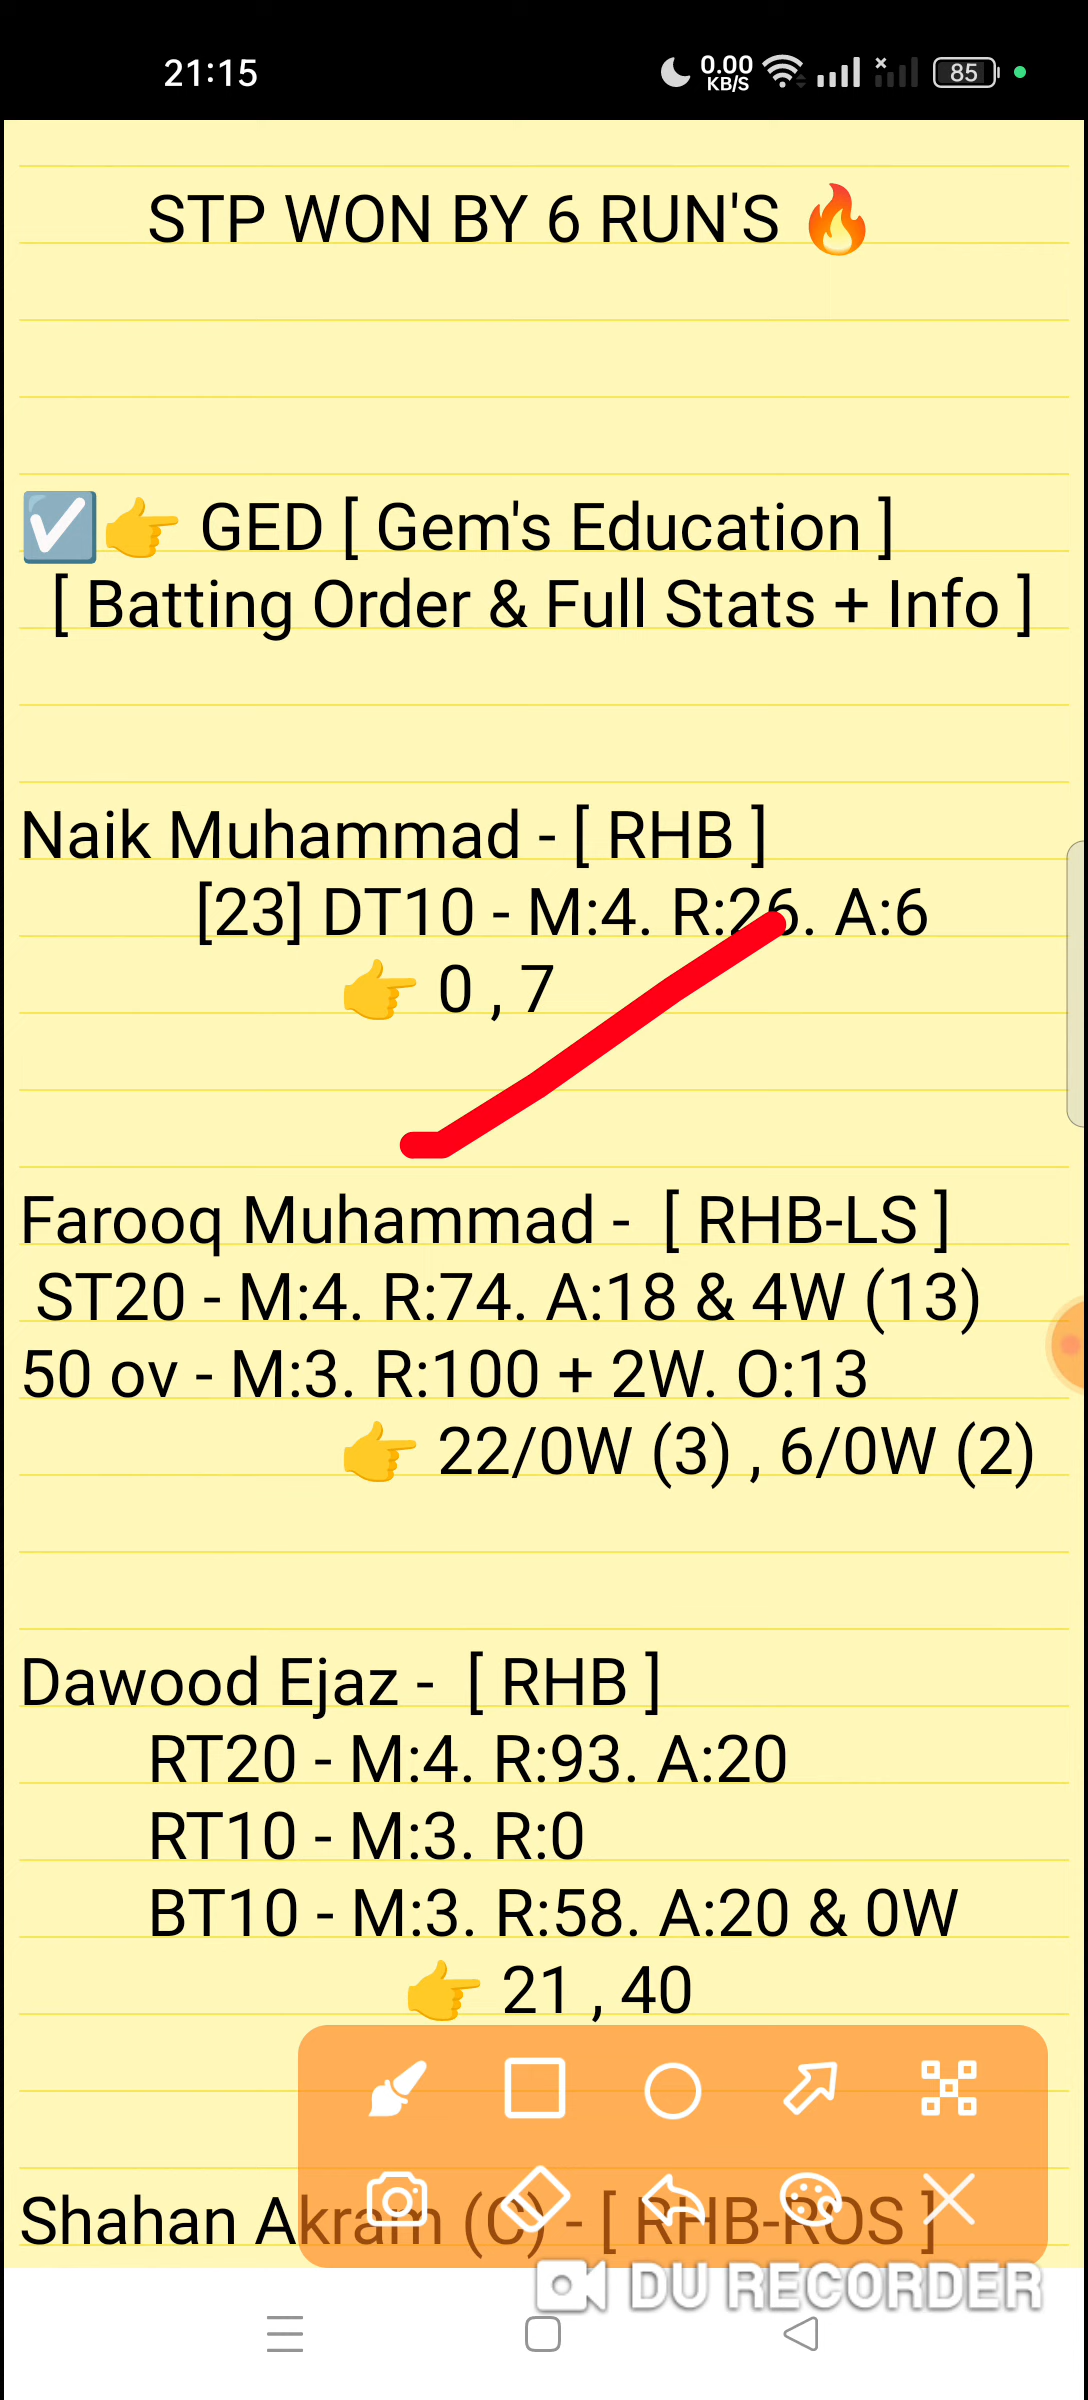 21:15
0.00
KB/S
85
STP WON BY 6 RUN'S 🔥
☑️👉 GED [ Gem's Education ]
[ Batting Order & Full Stats + Info ]
Naik Muhammad - [ RHB ]
[23] DT10 - M:4. R:26. A:6
👉 0 , 7
Farooq Muhammad - [ RHB-LS ]
ST20 - M:4. R:74. A:18 & 4W (13)
50 ov - M:3. R:100 + 2W. O:13
👉 22/0W (3) , 6/0W (2)
Dawood Ejaz - [ RHB ]
RT20 - M:4. R:93. A:20
RT10 - M:3. R:0
BT10 - M:3. R:58. A:20 & 0W
👉 21 , 40
Shahan Akram (C) - [ RHB-ROS ]
DU RECORDER